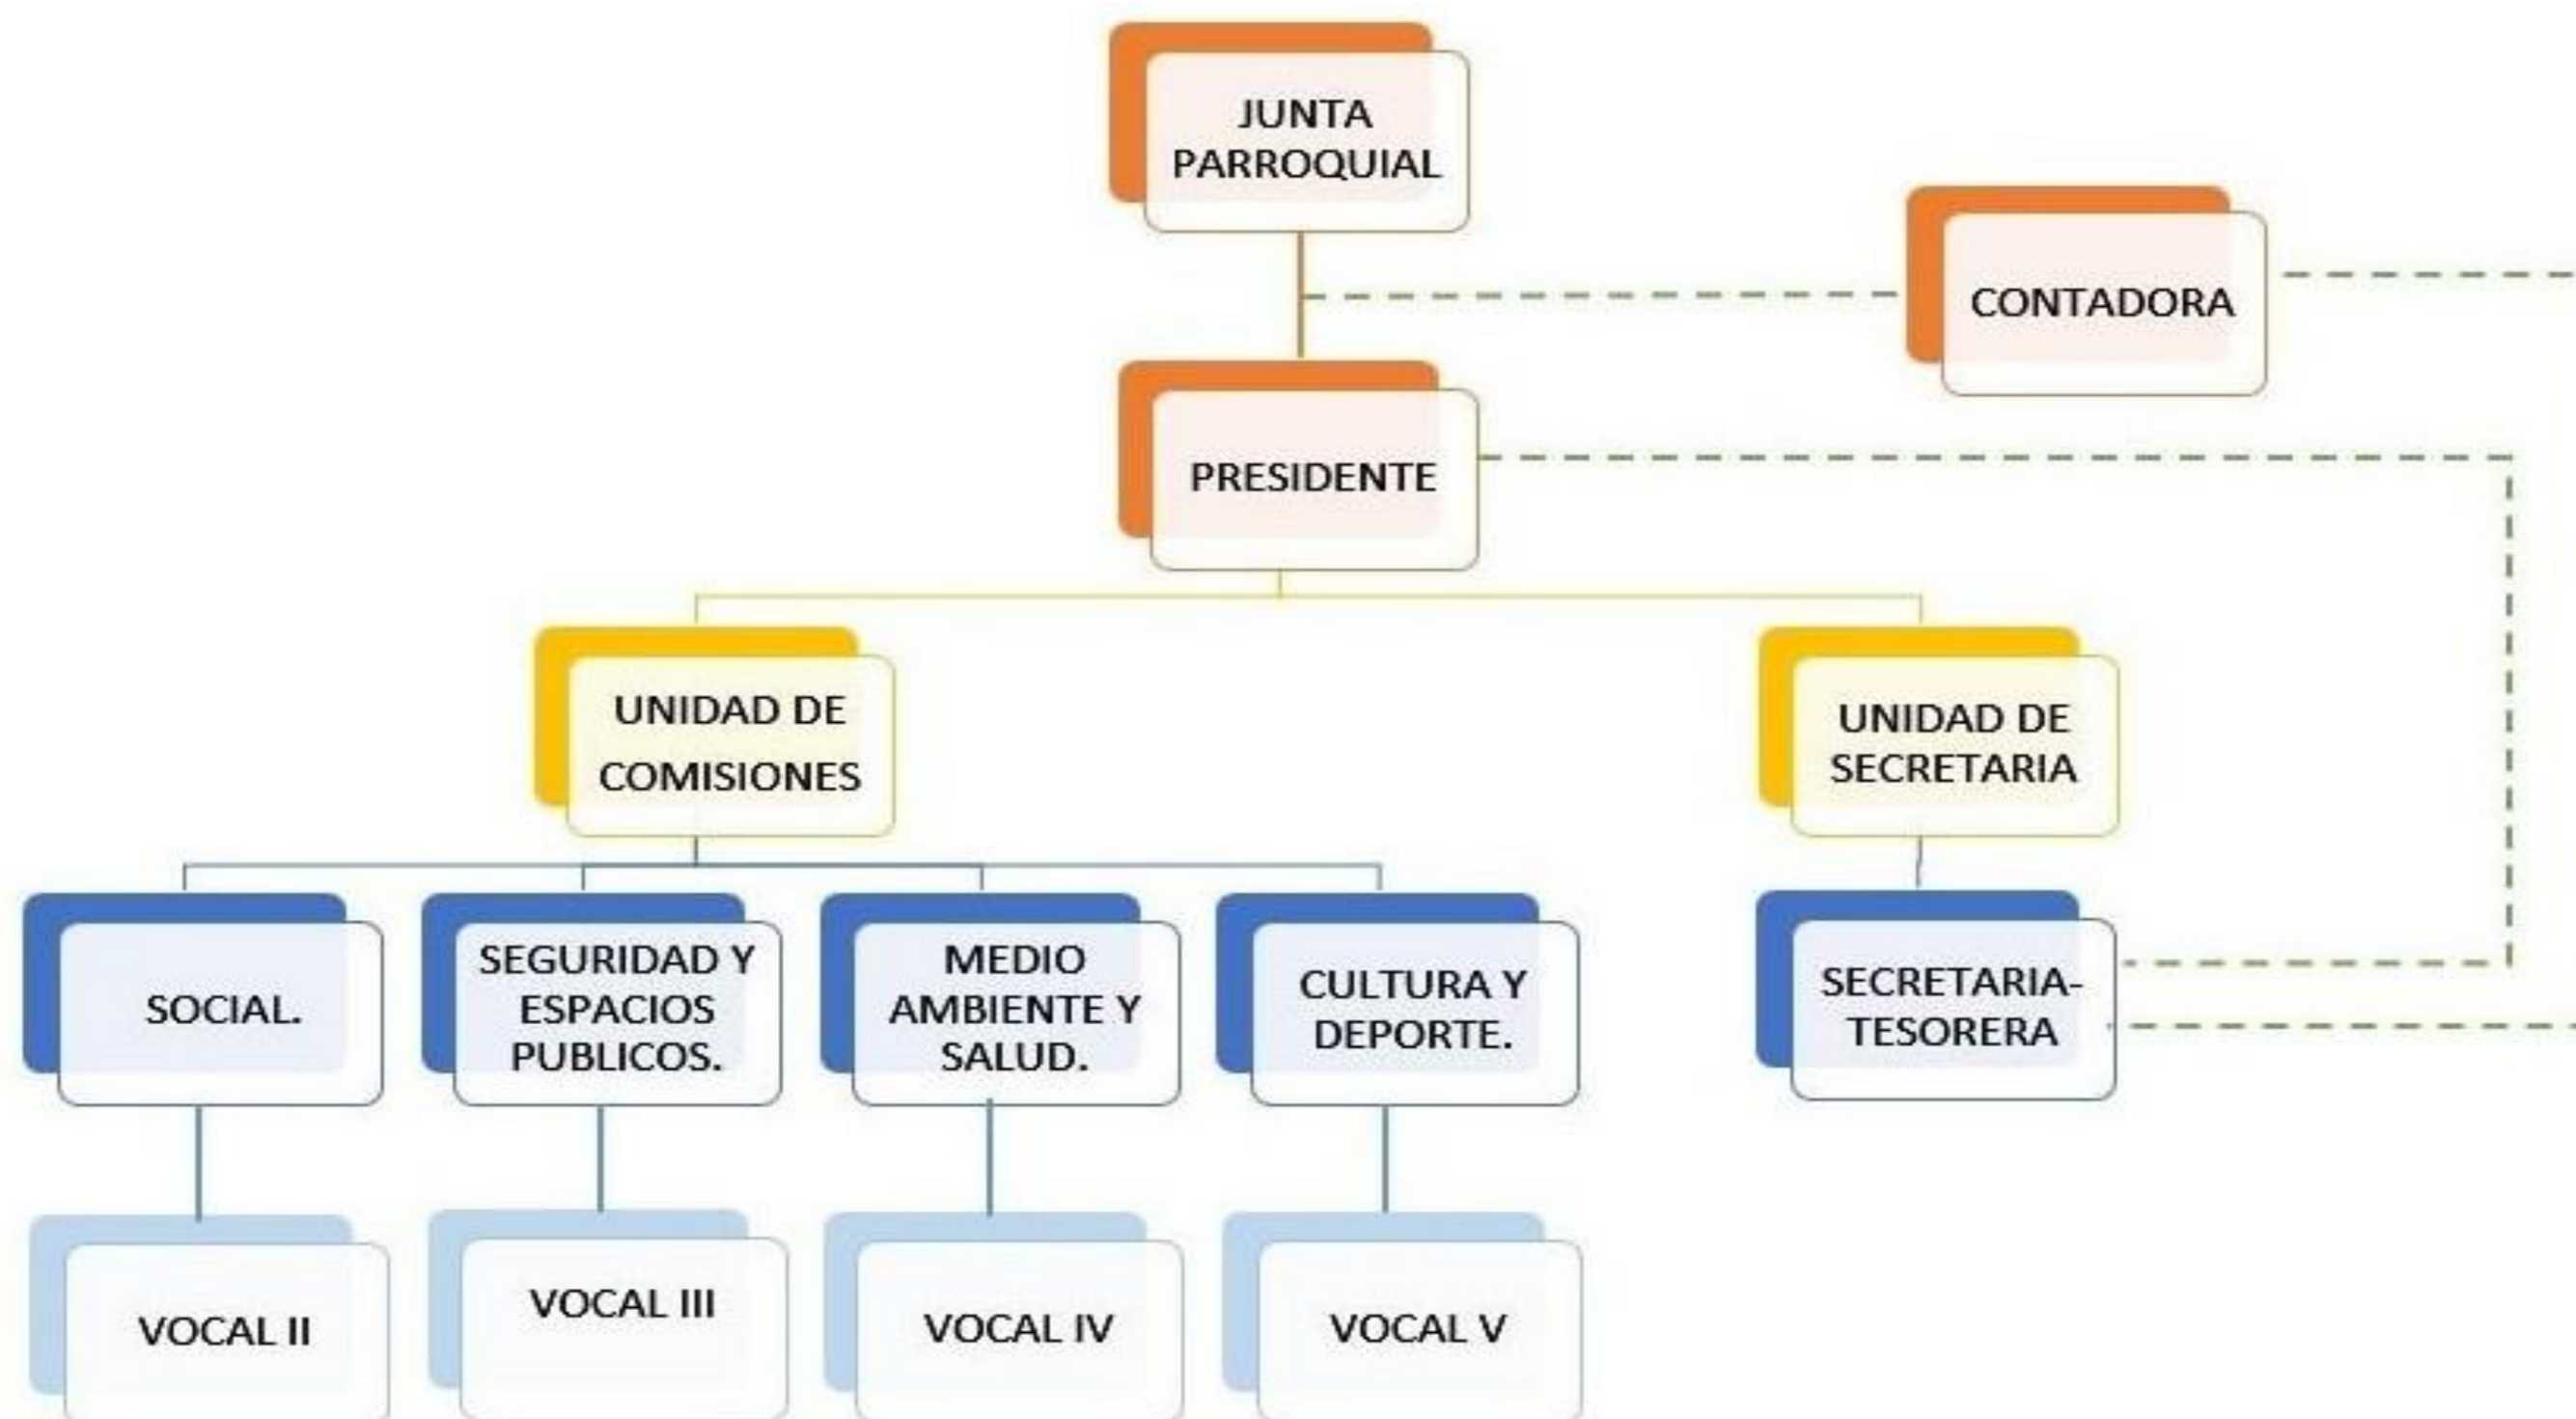 JUNTA
PARROQUIAL
CONTADORA
PRESIDENTE
UNIDAD DE
COMISIONES
UNIDAD DE
SECRETARIA
SOCIAL.
SEGURIDAD Y
ESPACIOS
PUBLICOS.
MEDIO
AMBIENTE Y
SALUD.
CULTURA Y
DEPORTE.
SECRETARIA-
TESORERA
VOCAL II
VOCAL III
VOCAL IV
VOCAL V